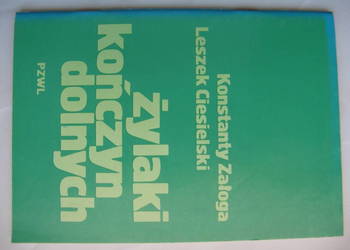 Konstanty Załoga
Leszek Ciesielski
żylaki
kończyn
dolnych
PZWL